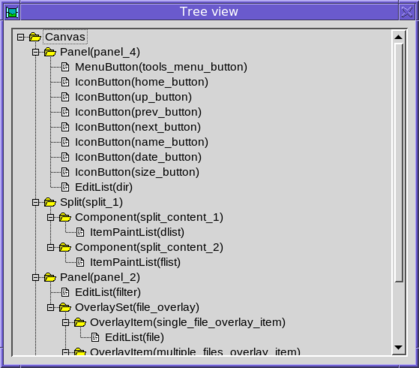 Tree view
Canvas
Panel(panel_4)
MenuButton(tools_menu_button)
IconButton(home_button)
IconButton(up_button)
IconButton(prev_button)
IconButton(next_button)
IconButton(name_button)
IconButton(date_button)
IconButton(size_button)
EditList(dir)
Split(split_1)
Component(split_content_1)
ItemPaintList(dlist)
Component(split_content_2)
ItemPaintList(flist)
Panel(panel_2)
EditList(filter)
OverlaySet(file_overlay)
OverlayItem(single_file_overlay_item)
EditList(file)
OverlayItem(multiple_files_overlay_item)